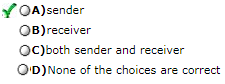 A)sender
B)receiver
C)both sender and receiver
D)None of the choices are correct